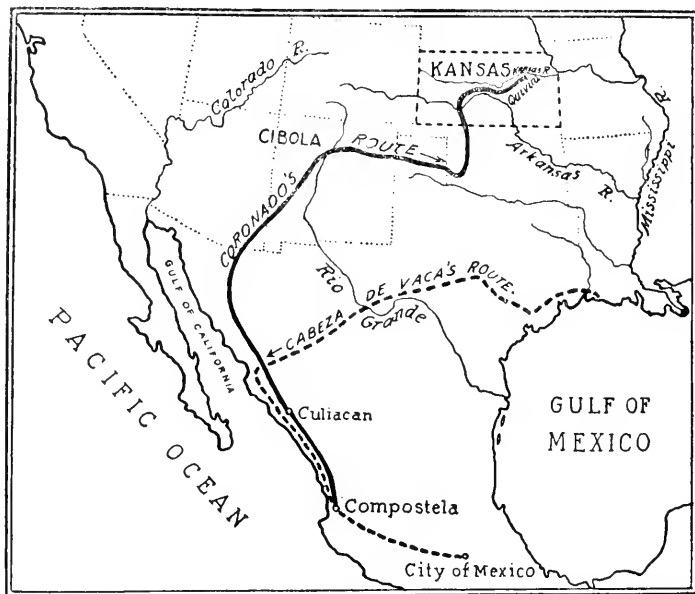 Colorado R.
KANSAS
Kansas R.
Quivira
CIBOLA
ROUTE
Arkansas R.
Mississippi R.
CORONADO'S
GULF OF CALIFORNIA
Rio Grande
CABEZA DE VACA'S ROUTE.
PACIFIC OCEAN
Culiacan
GULF OF
MEXICO
Compostela
City of Mexico